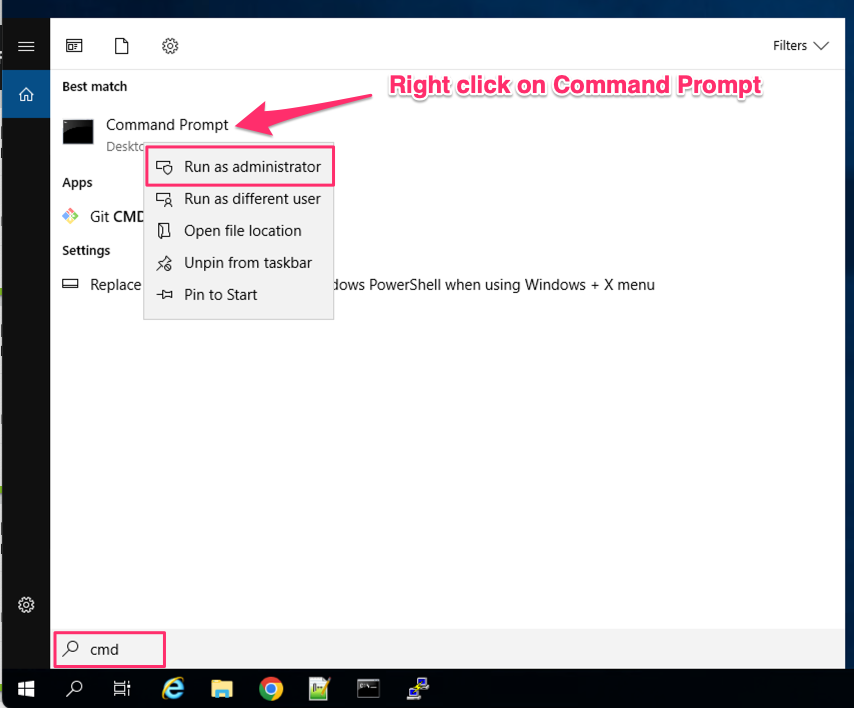 Filters
Best match
Right click on Command Prompt
Command Prompt
Deskto
Run as administrator
Apps
Run as different user
Git CMD
Open file location
Settings
Unpin from taskbar
Replace dows PowerShell when using Windows + X menu
Pin to Start
cmd